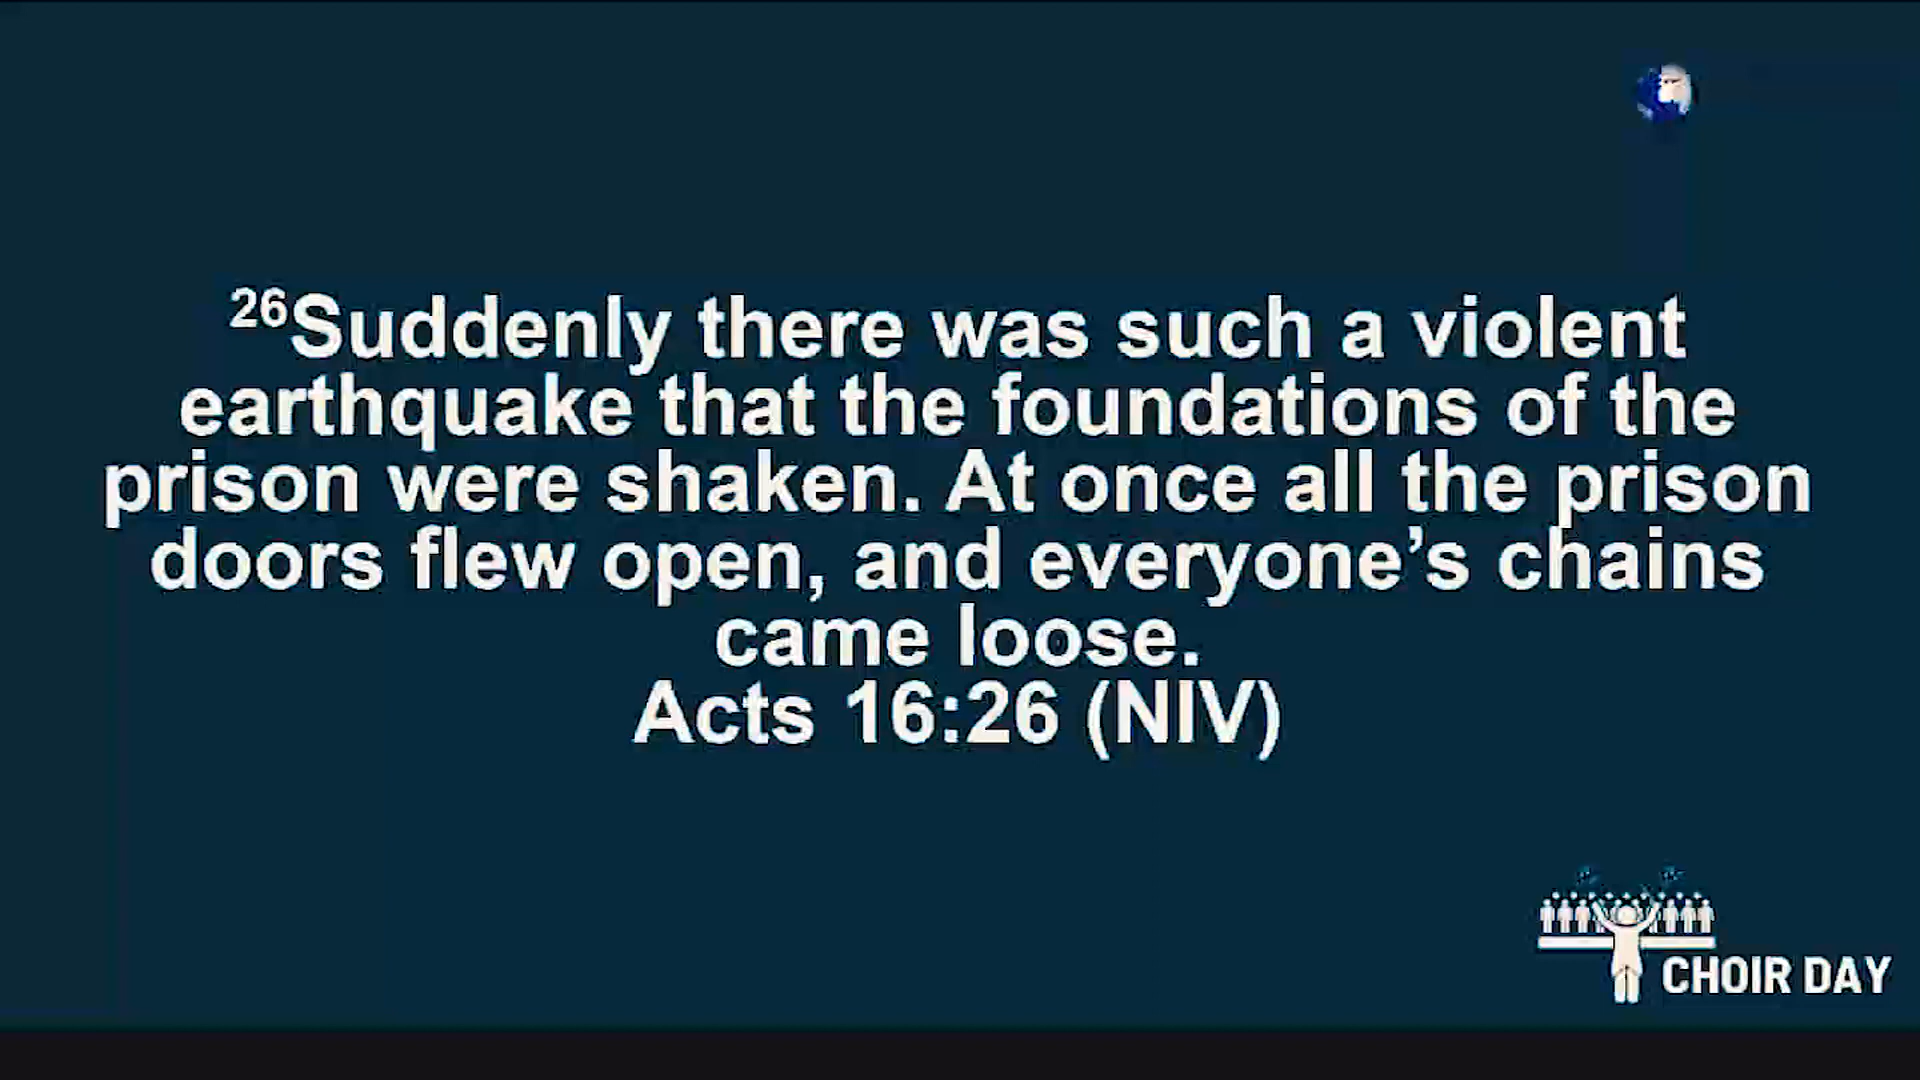 26Suddenly there was such a violent
earthquake that the foundations of the
prison were shaken. At once all the prison
doors flew open, and everyone’s chains
came loose.
Acts 16:26 (NIV)
CHOIR DAY